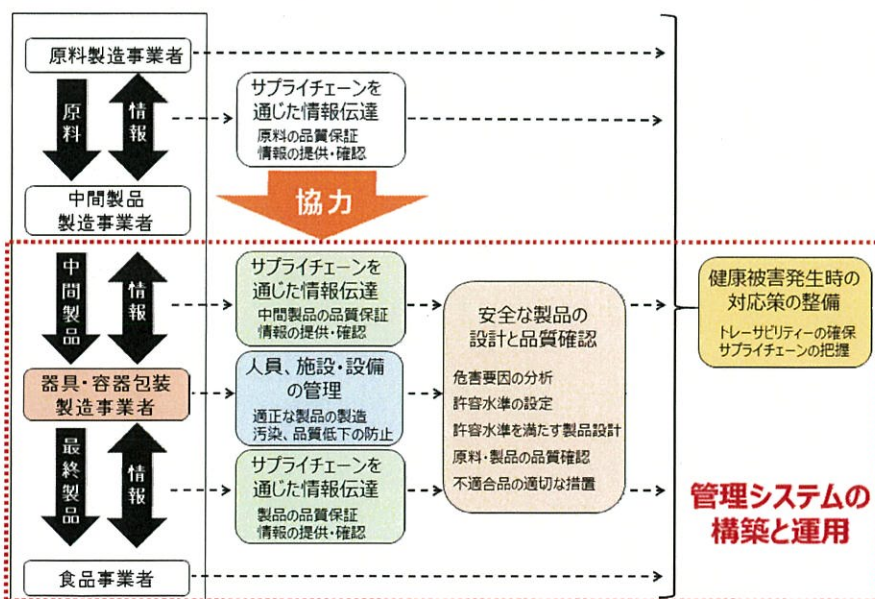 原料製造事業者
原料
情報
サプライチェーンを
通じた情報伝達
原料の品質保証
情報の提供・確認
中間製品
製造事業者
協力
中間製品
情報
サプライチェーンを
通じた情報伝達
中間製品の品質保証
情報の提供・確認
器具・容器包装
製造事業者
人員、施設・設備
の管理
適正な製品の製造
汚染、品質低下の防止
最終製品
情報
サプライチェーンを
通じた情報伝達
製品の品質保証
情報の提供・確認
食品事業者
安全な製品の
設計と品質確認
危害要因の分析
許容水準の設定
許容水準を満たす製品設計
原料・製品の品質確認
不適合品の適切な措置
健康被害発生時の
対応策の整備
トレーサビリティーの確保
サプライチェーンの把握
管理システムの
構築と運用